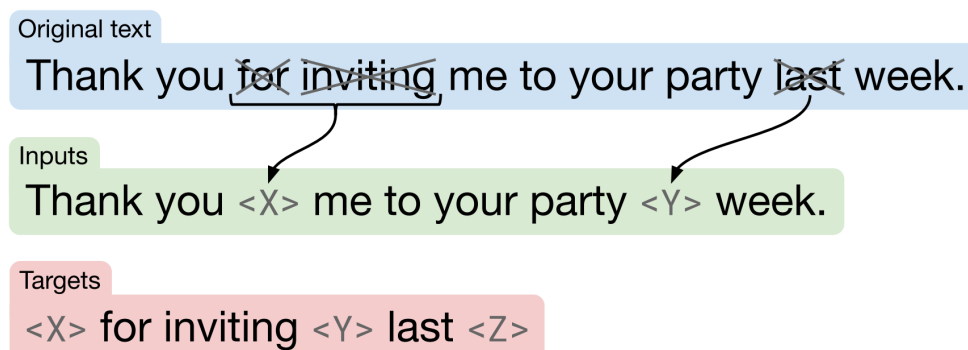 Original text
Thank you for inviting me to your party last week.
Inputs
Thank you <X> me to your party <Y> week.
Targets
<X> for inviting <Y> last <Z>